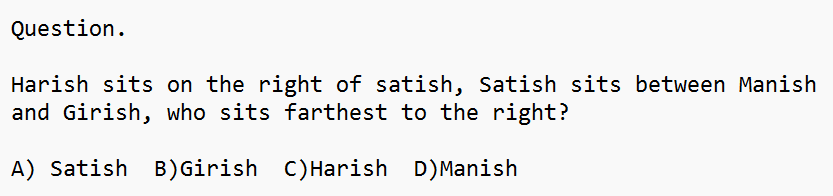 Question.
Harish sits on the right of satish, Satish sits between Manish
and Girish, who sits farthest to the right?
A) Satish  B)Girish  C)Harish  D)Manish